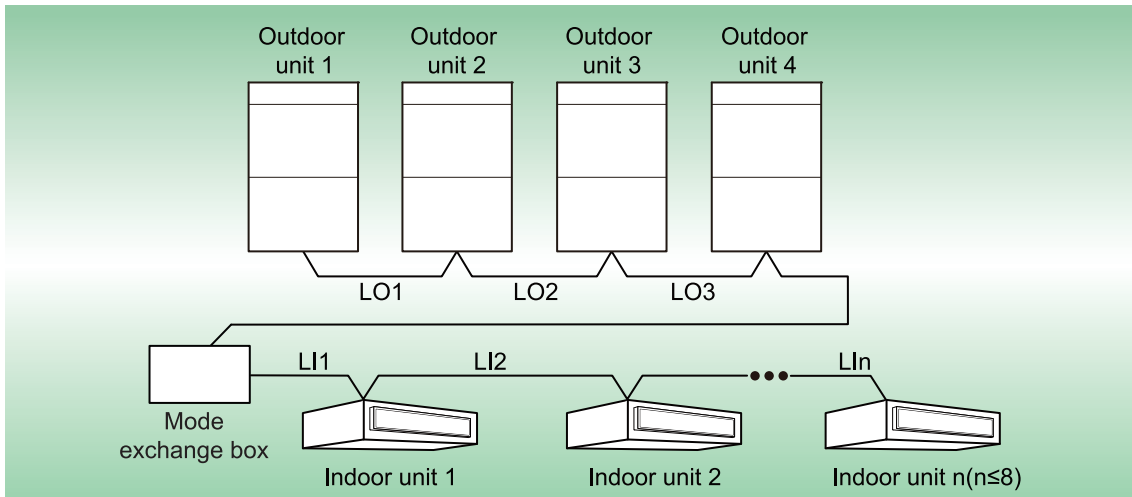 Outdoor unit 1
Outdoor unit 2
Outdoor unit 3
Outdoor unit 4
LO1
LO2
LO3
LI1
LI2
LIn
Mode
exchange box
Indoor unit 1
Indoor unit 2
Indoor unit n(n≤8)